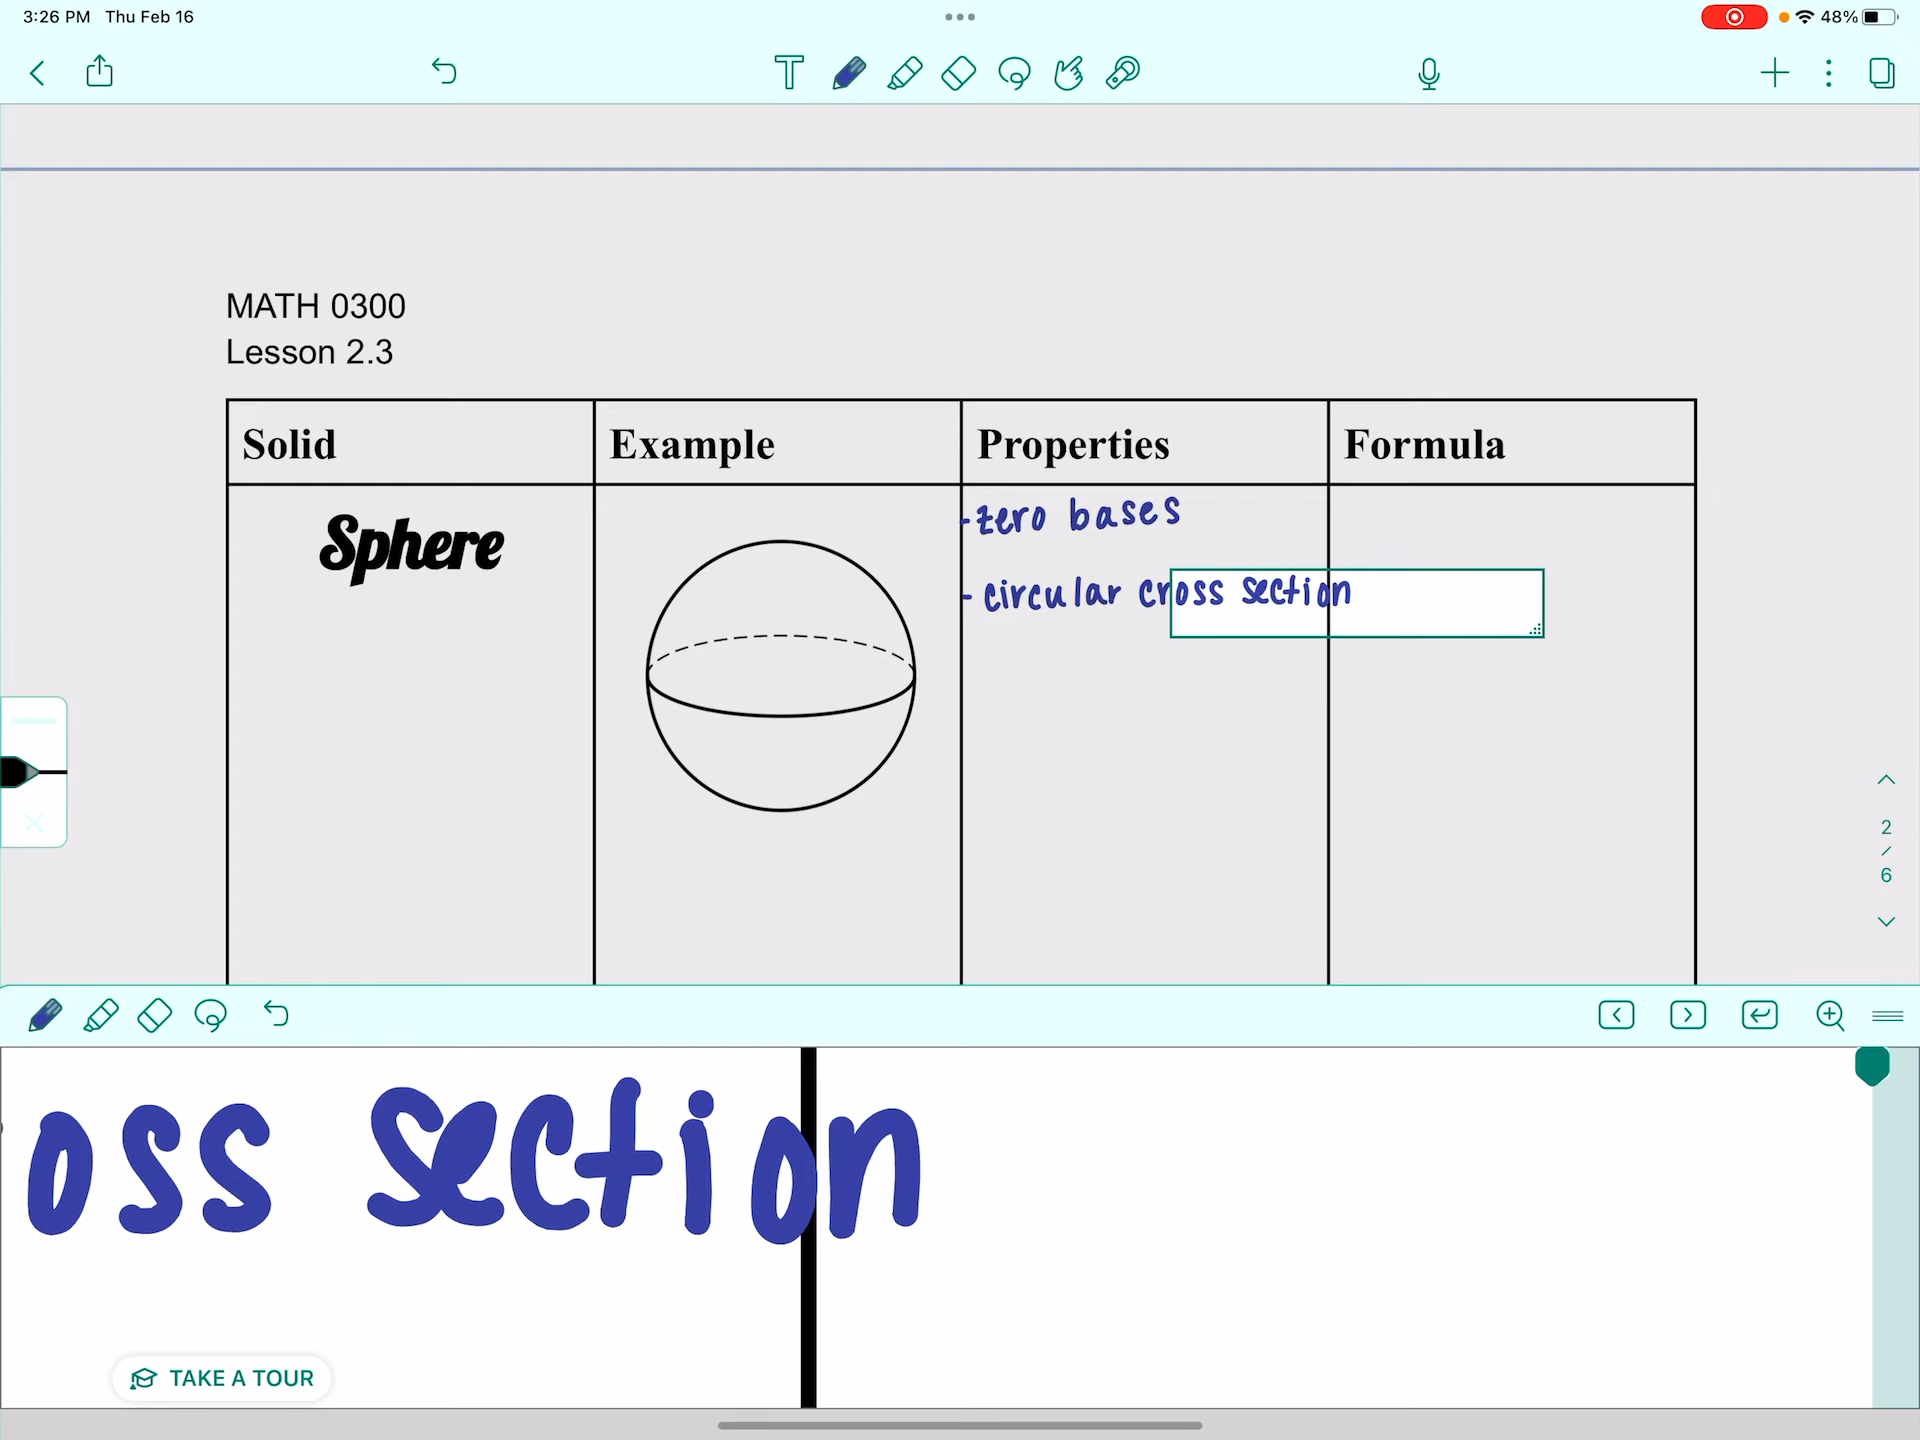 3:26 PM Thu Feb 16
48%
T
MATH 0300
Lesson 2.3
Solid Example Properties Formula
Sphere
-zero bases
- circular cross section
2
/
6
oss section
TAKE A TOUR